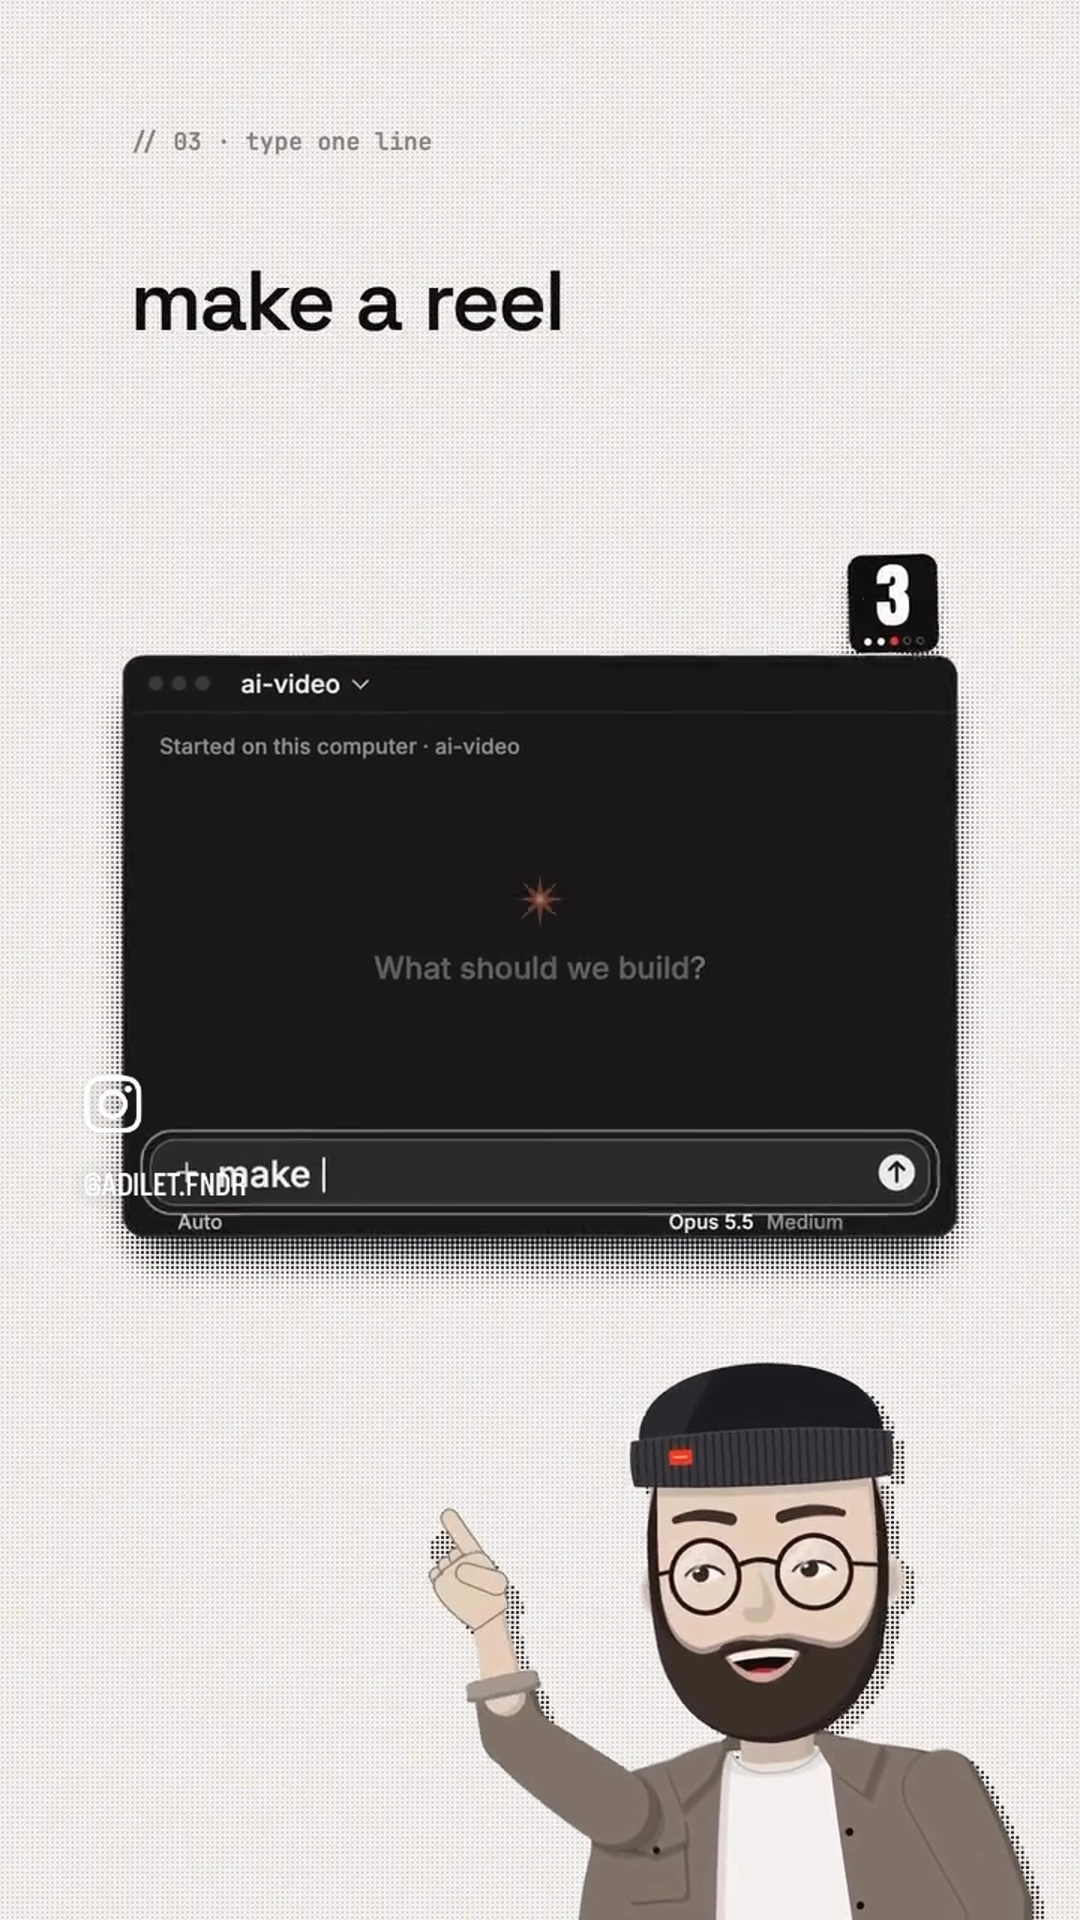 // 03 · type one line
make a reel
3
ai-video
Started on this computer · ai-video
What should we build?
make
@ADILET.FNDR
Auto
Opus 5.5 Medium